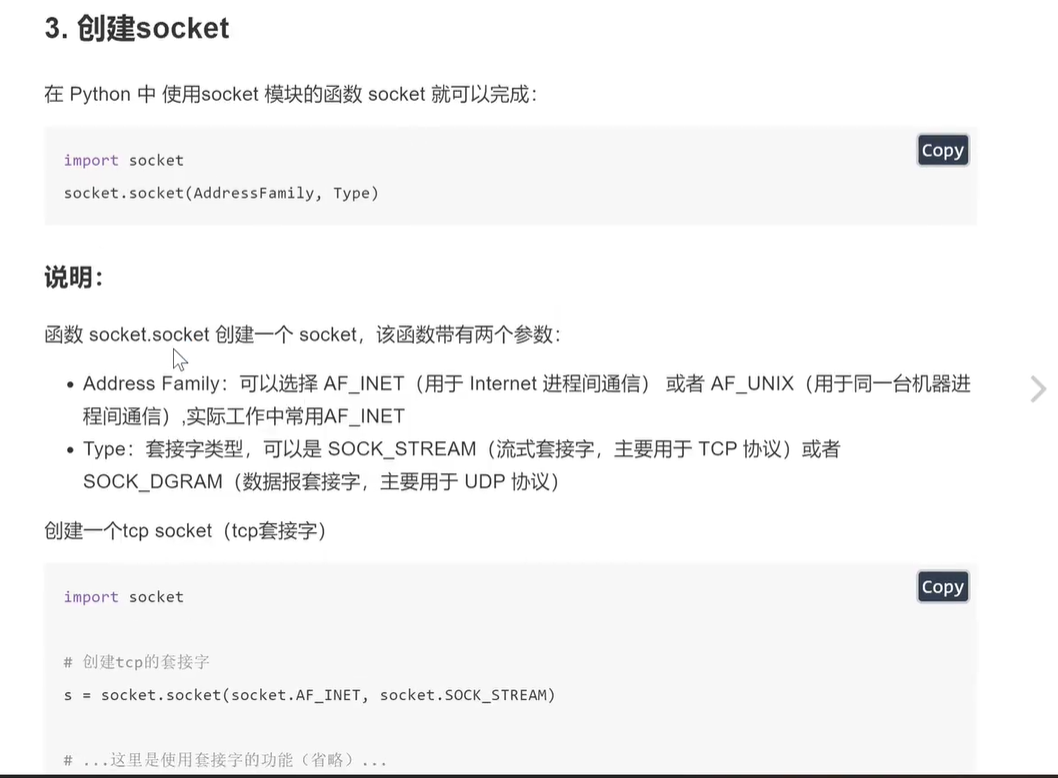 3. 创建socket
在 Python 中 使用socket 模块的函数 socket 就可以完成：
Copy
import socket
socket.socket(AddressFamily, Type)
说明：
函数 socket.socket 创建一个 socket，该函数带有两个参数：
• Address Family：可以选择 AF_INET（用于 Internet 进程间通信） 或者 AF_UNIX（用于同一台机器进
程间通信）,实际工作中常用AF_INET
• Type：套接字类型，可以是 SOCK_STREAM（流式套接字，主要用于 TCP 协议）或者
SOCK_DGRAM（数据报套接字，主要用于 UDP 协议）
创建一个tcp socket（tcp套接字）
Copy
import socket
# 创建tcp的套接字
s = socket.socket(socket.AF_INET, socket.SOCK_STREAM)
# ...这里是使用套接字的功能（省略）...